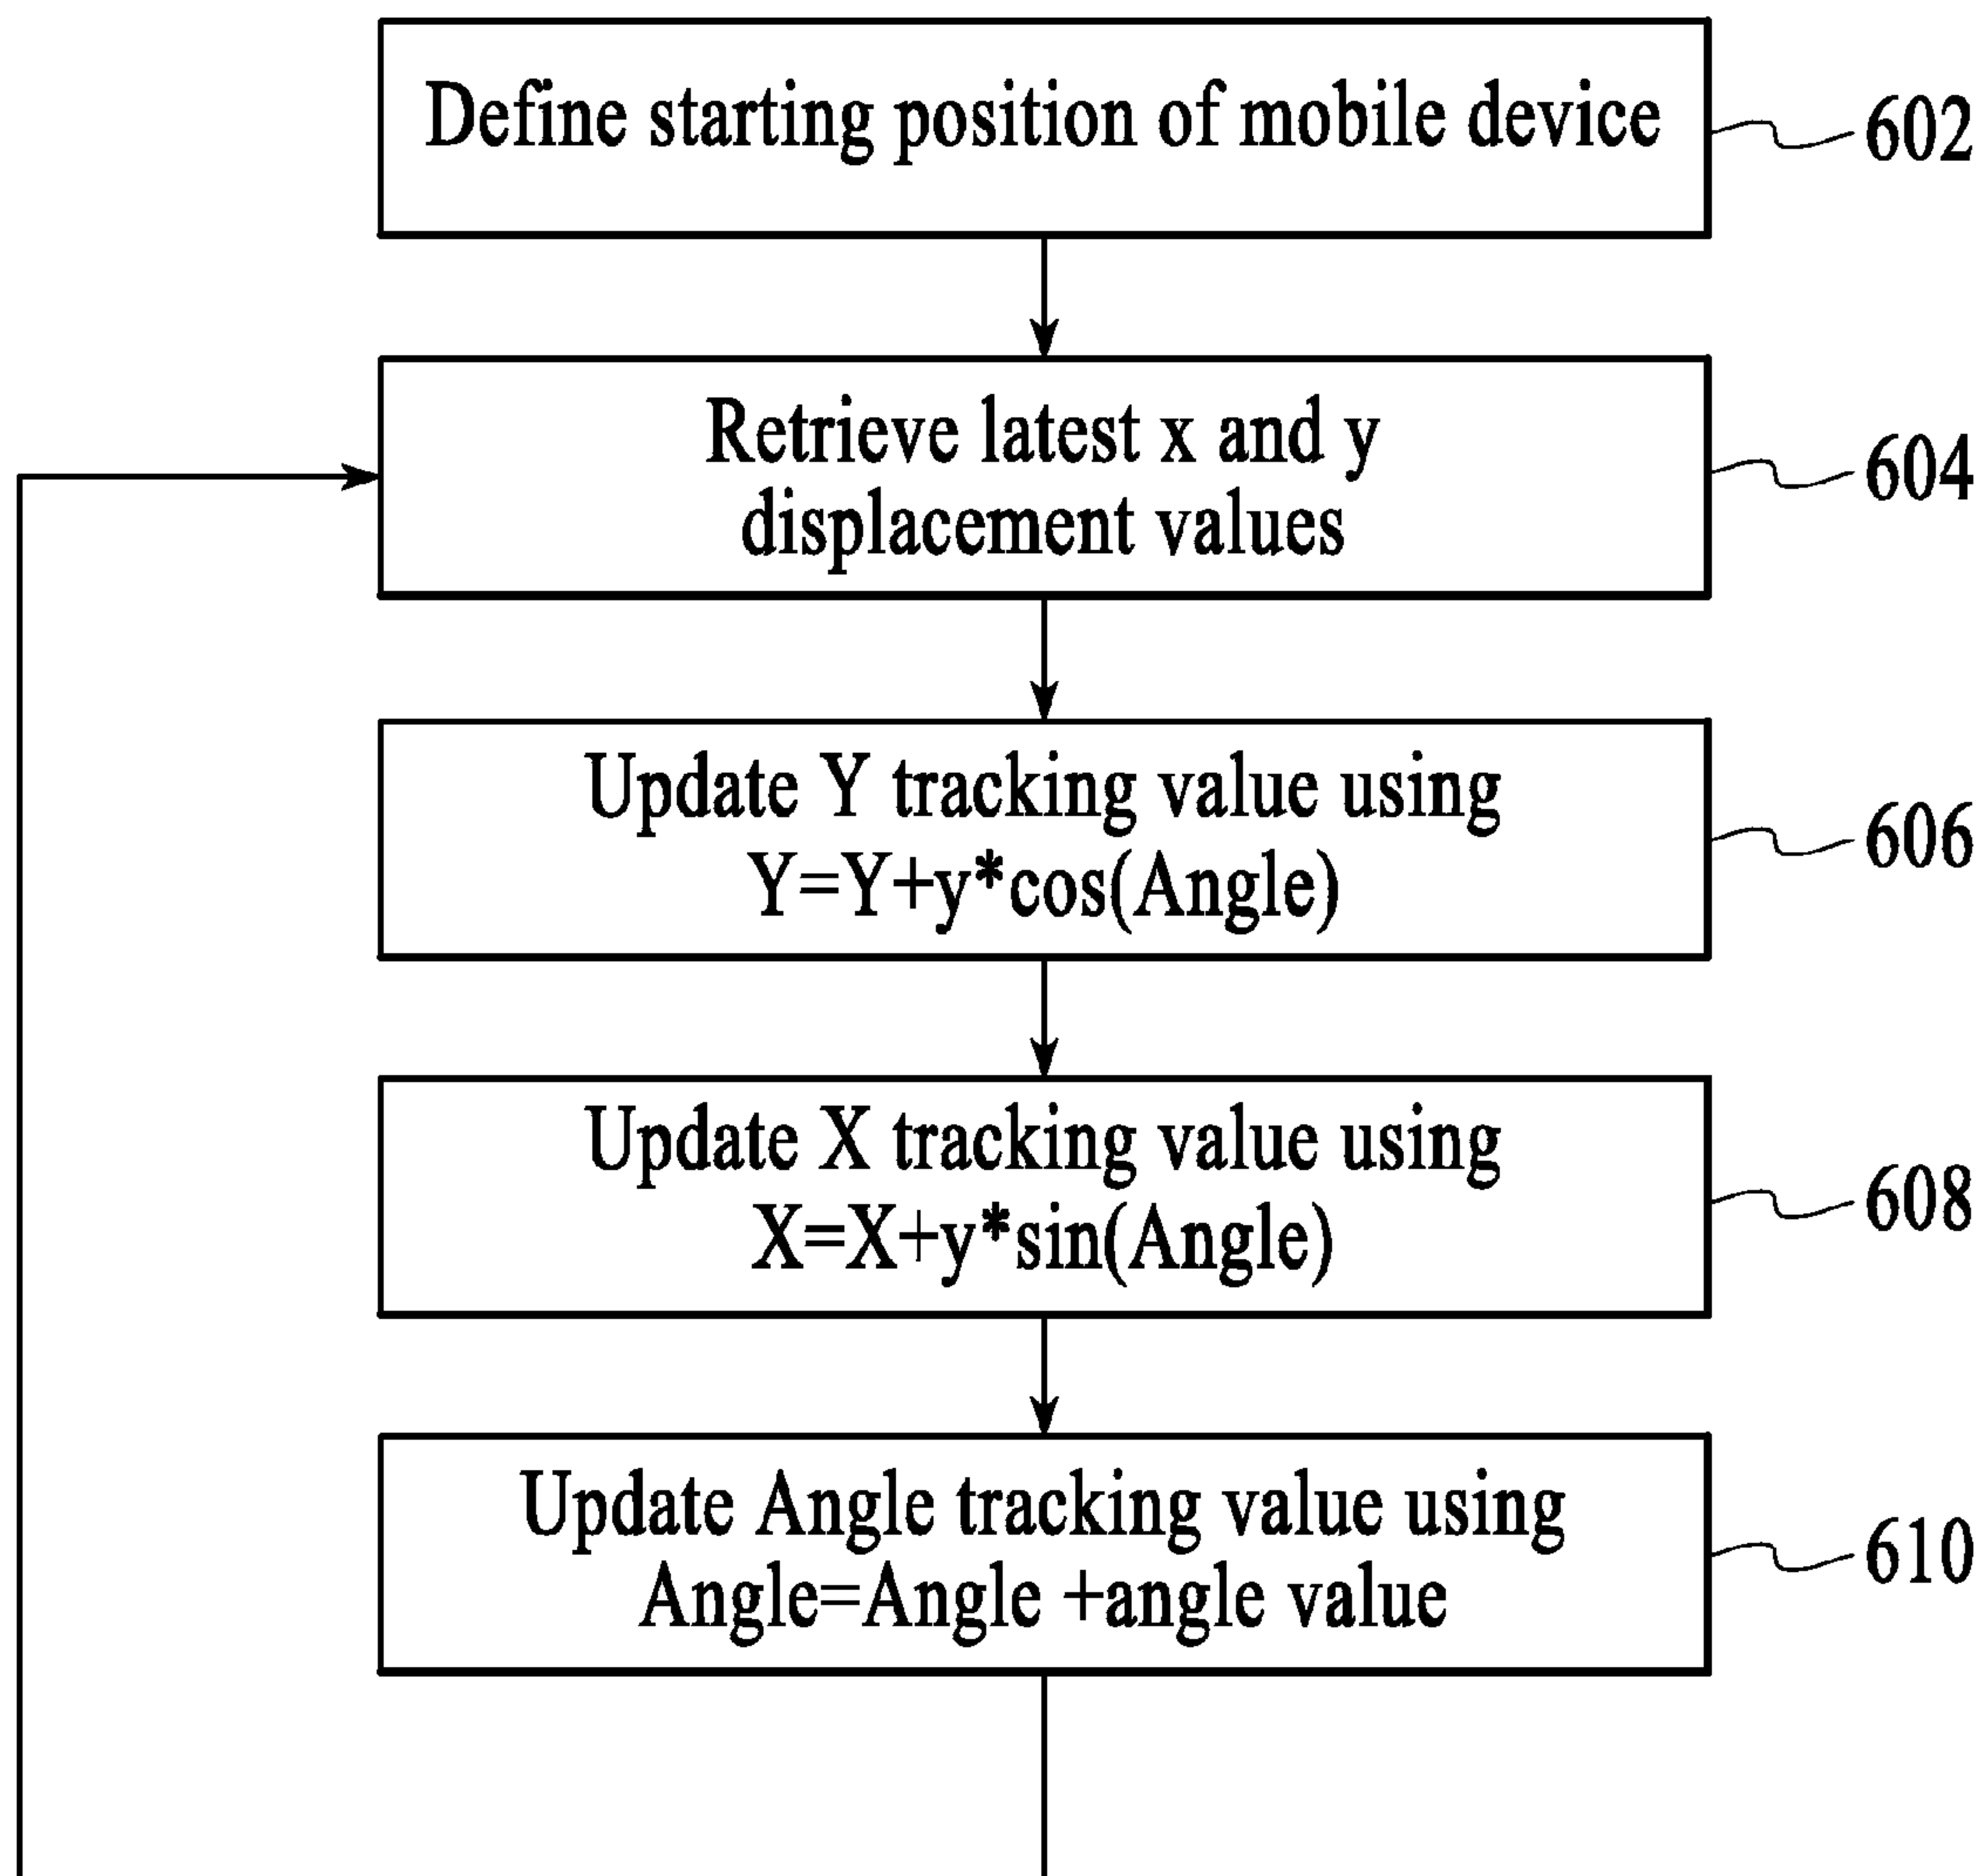 Define starting position of mobile device
602
Retrieve latest x and y
displacement values
604
Update Y tracking value using
Y=Y+y*cos(Angle)
606
Update X tracking value using
X=X+y*sin(Angle)
608
Update Angle tracking value using
Angle=Angle +angle value
610